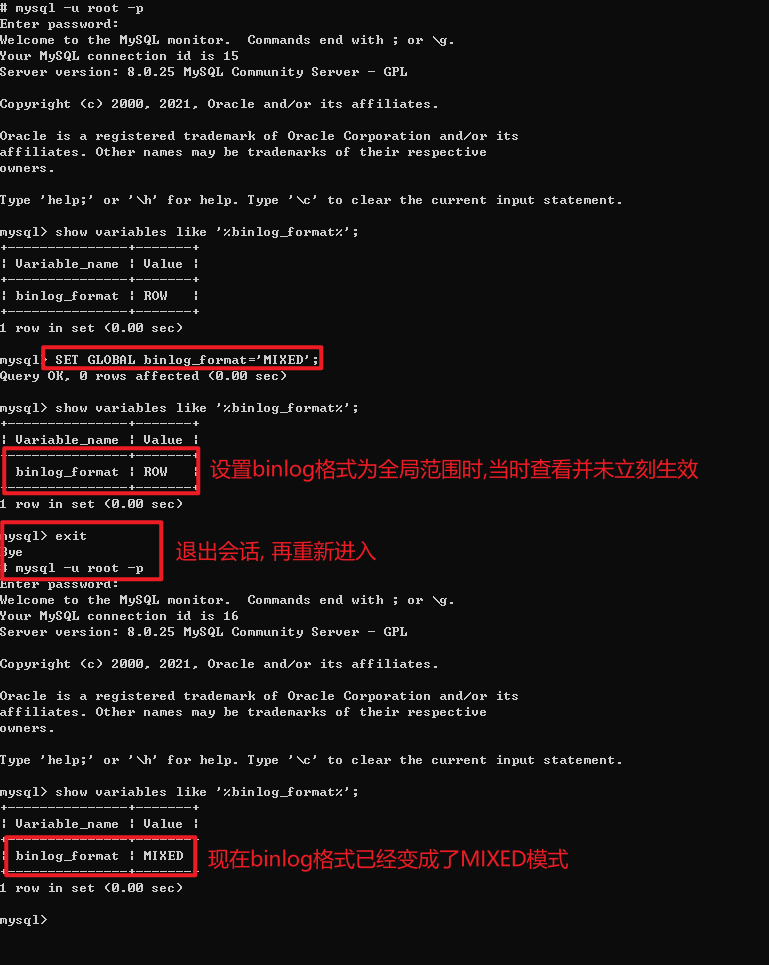 # mysql -u root -p
Enter password:
Welcome to the MySQL monitor.  Commands end with ; or \g.
Your MySQL connection id is 15
Server version: 8.0.25 MySQL Community Server - GPL
Copyright (c) 2000, 2021, Oracle and/or its affiliates.
Oracle is a registered trademark of Oracle Corporation and/or its
affiliates. Other names may be trademarks of their respective
owners.
Type 'help;' or '\h' for help. Type '\c' to clear the current input statement.
mysql> show variables like '%binlog_format%';
+---------------+-------+
| Variable_name | Value |
+---------------+-------+
| binlog_format | ROW   |
+---------------+-------+
1 row in set (0.00 sec)
mysql> SET GLOBAL binlog_format='MIXED';
Query OK, 0 rows affected (0.00 sec)
mysql> show variables like '%binlog_format%';
+---------------+-------+
| Variable_name | Value |
+---------------+-------+
| binlog_format | ROW   | 设置binlog格式为全局范围时,当时查看并未立刻生效
+---------------+-------+
1 row in set (0.00 sec)
mysql> exit
Bye 退出会话, 再重新进入
# mysql -u root -p
Enter password:
Welcome to the MySQL monitor.  Commands end with ; or \g.
Your MySQL connection id is 16
Server version: 8.0.25 MySQL Community Server - GPL
Copyright (c) 2000, 2021, Oracle and/or its affiliates.
Oracle is a registered trademark of Oracle Corporation and/or its
affiliates. Other names may be trademarks of their respective
owners.
Type 'help;' or '\h' for help. Type '\c' to clear the current input statement.
mysql> show variables like '%binlog_format%';
+---------------+-------+
| Variable_name | Value |
+---------------+-------+
| binlog_format | MIXED | 现在binlog格式已经变成了MIXED模式
+---------------+-------+
1 row in set (0.00 sec)
mysql>